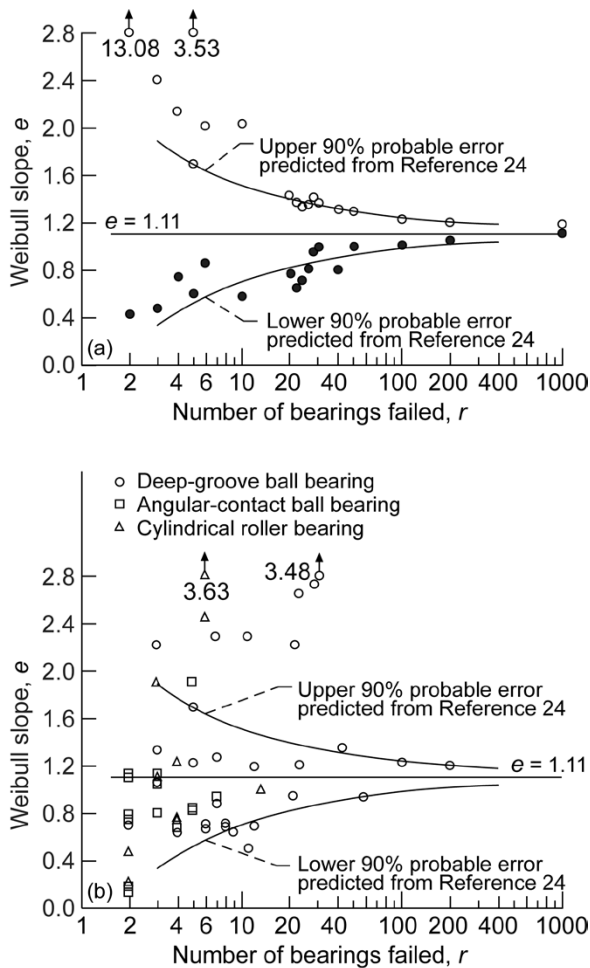 13.08
3.53
2.8
2.4
2.0
1.6
1.2
0.8
0.4
0.0
Weibull slope, e
Upper 90% probable error
predicted from Reference 24
e = 1.11
Lower 90% probable error
predicted from Reference 24
(a)
1 2 4 6 10 20 40 60 100 200 400 1000
Number of bearings failed, r
Deep-groove ball bearing
Angular-contact ball bearing
Cylindrical roller bearing
2.8
2.4
2.0
1.6
1.2
0.8
0.4
0.0
Weibull slope, e
3.63
3.48
Upper 90% probable error
predicted from Reference 24
e = 1.11
Lower 90% probable error
predicted from Reference 24
(b)
1 2 4 6 10 20 40 60 100 200 400 1000
Number of bearings failed, r